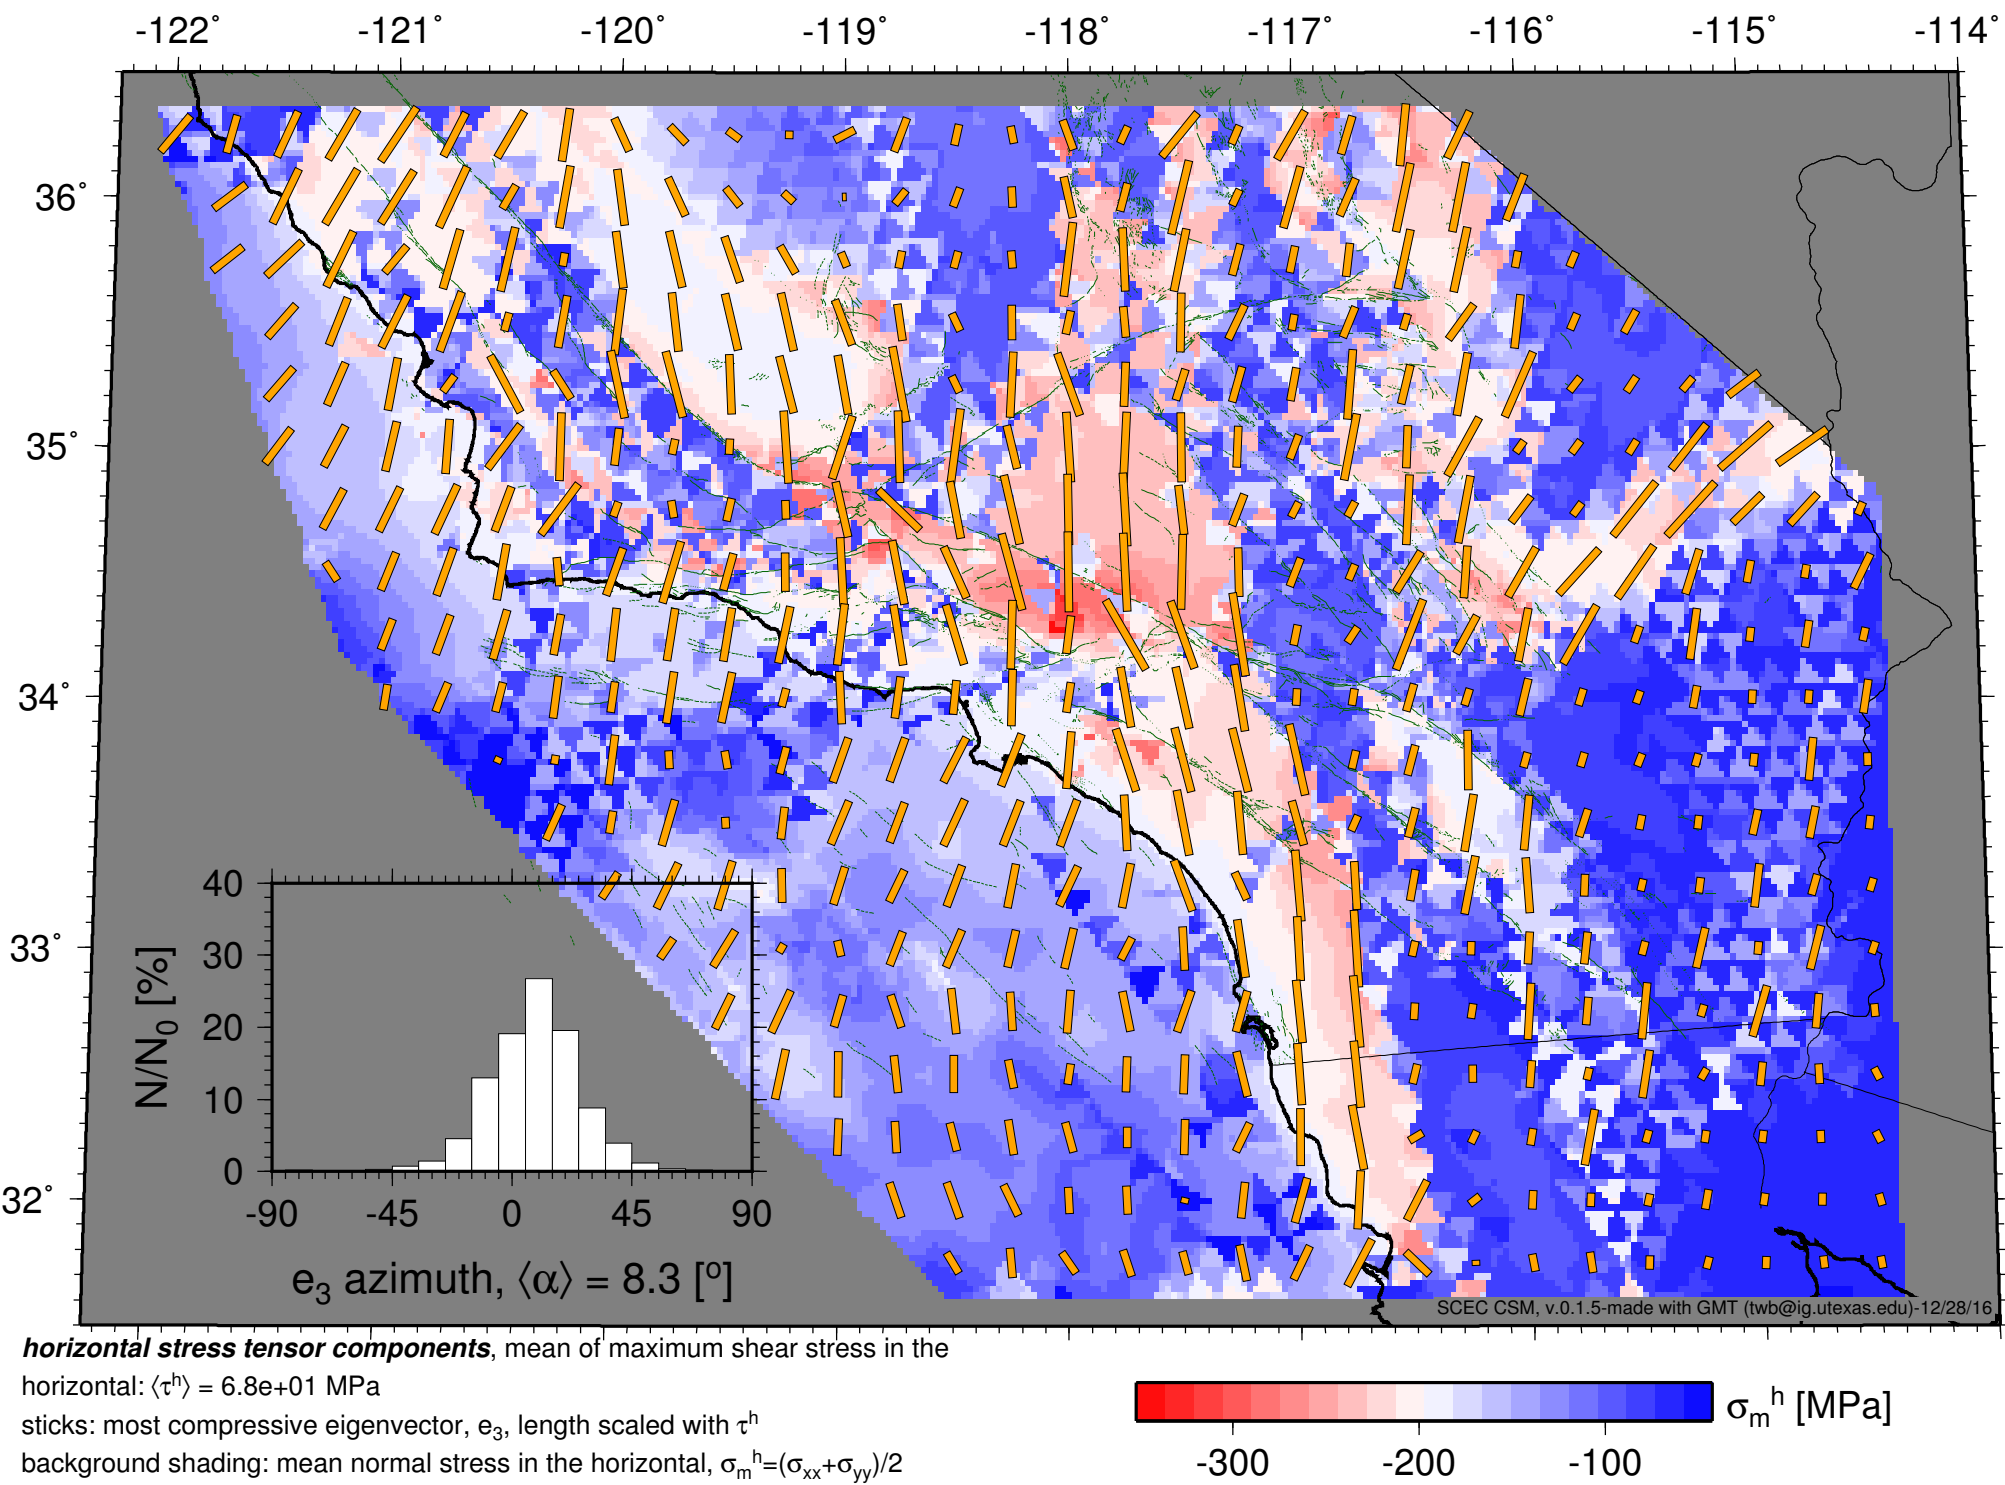 -122° -121° -120° -119° -118° -117° -116° -115° -114°
36°
35°
34°
33°
32°
40
30
20
10
0
N/N₀ [%]
-90 -45 0 45 90
e₃ azimuth, ⟨α⟩ = 8.3 [°]
SCEC CSM, v.0.1.5-made with GMT (twb@ig.utexas.edu)-12/28/16
horizontal stress tensor components, mean of maximum shear stress in the
horizontal: ⟨τʰ⟩ = 6.8e+01 MPa
sticks: most compressive eigenvector, e₃, length scaled with τʰ
background shading: mean normal stress in the horizontal, σₘʰ=(σₓₓ+σyy)/2
σₘʰ [MPa]
-300 -200 -100